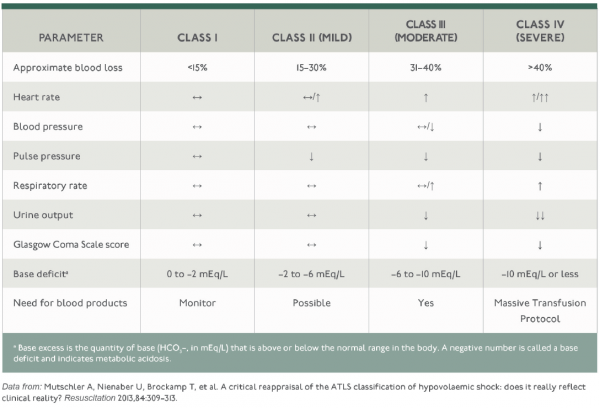 PARAMETER CLASS I CLASS II (MILD) CLASS III (MODERATE) CLASS IV (SEVERE)
Approximate blood loss <15% 15–30% 31–40% >40%
Heart rate ↔ ↔/↑ ↑ ↑/↑↑
Blood pressure ↔ ↔ ↔/↓ ↓
Pulse pressure ↔ ↓ ↓ ↓
Respiratory rate ↔ ↔ ↔/↑ ↑
Urine output ↔ ↔ ↓ ↓↓
Glasgow Coma Scale score ↔ ↔ ↓ ↓
Base deficitᵃ 0 to –2 mEq/L –2 to –6 mEq/L –6 to –10 mEq/L –10 mEq/L or less
Need for blood products Monitor Possible Yes Massive Transfusion Protocol
ᵃ Base excess is the quantity of base (HCO₃–, in mEq/L) that is above or below the normal range in the body. A negative number is called a base
deficit and indicates metabolic acidosis.
Data from: Mutschler A, Nienaber U, Brockamp T, et al. A critical reappraisal of the ATLS classification of hypovolaemic shock: does it really reflect
clinical reality? Resuscitation 2013,84:309–313.